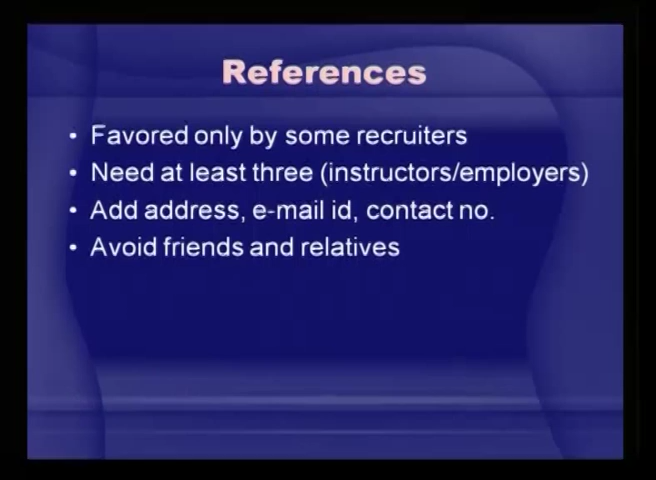 References
• Favored only by some recruiters
• Need at least three (instructors/employers)
• Add address, e-mail id, contact no.
• Avoid friends and relatives